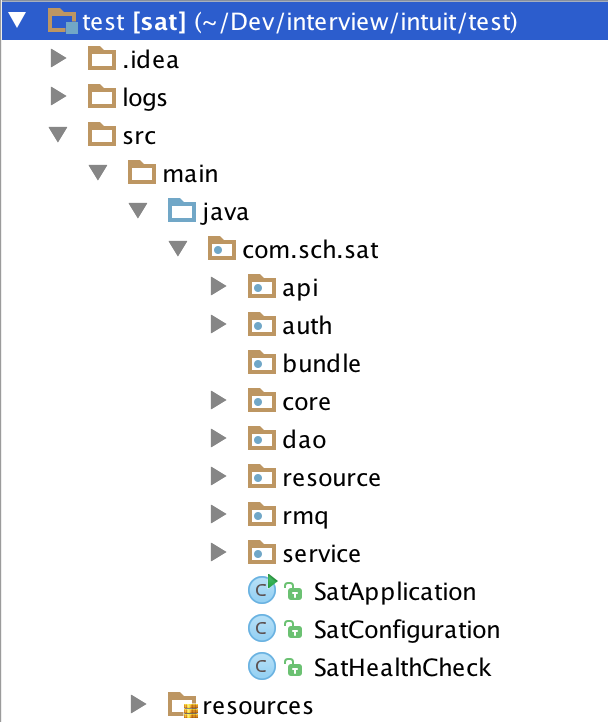 test [sat] (~/Dev/interview/intuit/test)
.idea
logs
src
main
java
com.sch.sat
api
auth
bundle
core
dao
resource
rmq
service
C SatApplication
C SatConfiguration
C SatHealthCheck
resources